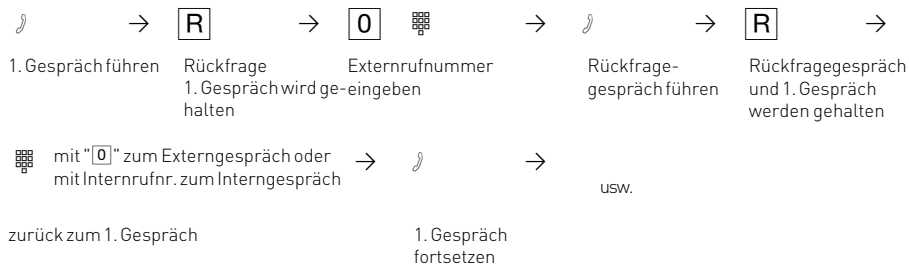 R
0
1. Gespräch führen
Rückfrage
1. Gespräch wird ge-
halten
Externrufnummer
eingeben
Rückfrage-
gespräch führen
Rückfragegespräch
und 1. Gespräch
werden gehalten
R
mit "0" zum Externgespräch oder
mit Internrufnr. zum Interngespräch
usw.
zurück zum 1. Gespräch
1. Gespräch
fortsetzen